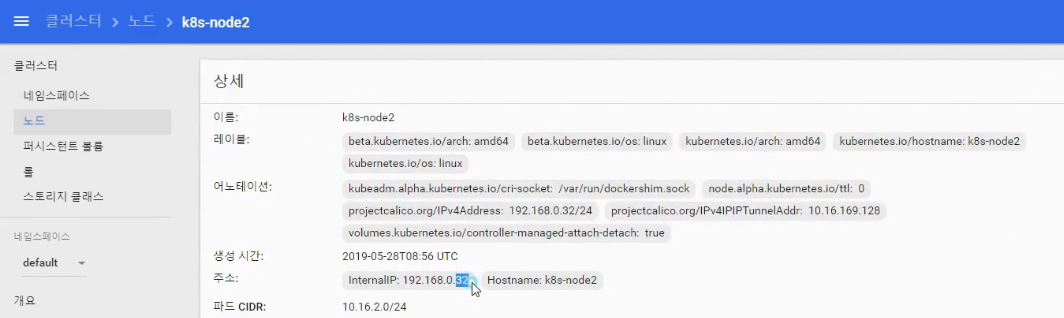 클러스터 > 노드 > k8s-node2
클러스터
네임스페이스
노드
퍼시스턴트 볼륨
롤
스토리지 클래스
네임스페이스
default
개요
상세
이름: k8s-node2
레이블: beta.kubernetes.io/arch: amd64 beta.kubernetes.io/os: linux kubernetes.io/arch: amd64 kubernetes.io/hostname: k8s-node2
kubernetes.io/os: linux
어노테이션: kubeadm.alpha.kubernetes.io/cri-socket: /var/run/dockershim.sock node.alpha.kubernetes.io/ttl: 0
projectcalico.org/IPv4Address: 192.168.0.32/24 projectcalico.org/IPv4IPIPTunnelAddr: 10.16.169.128
volumes.kubernetes.io/controller-managed-attach-detach: true
생성 시간: 2019-05-28T08:56 UTC
주소: InternalIP: 192.168.0.32 Hostname: k8s-node2
파드 CIDR: 10.16.2.0/24